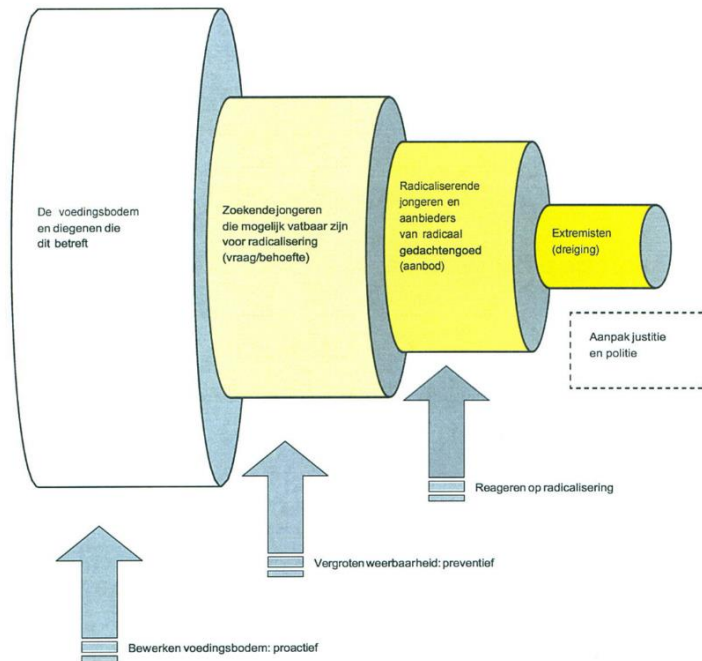 De voedingsbodem
en diegenen die
dit betreft
Zoekende jongeren
die mogelijk vatbaar zijn
voor radicalisering
(vraag/behoefte)
Radicaliserende
jongeren en
aanbieders
van radicaal
gedachtengoed
(aanbod)
Extremisten
(dreiging)
Aanpak justitie
en politie
Reageren op radicalisering
Vergroten weerbaarheid: preventief
Bewerken voedingsbodem: proactief